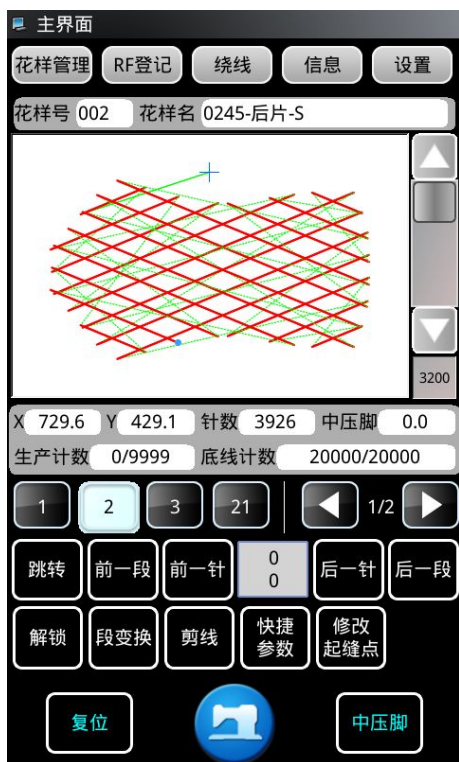 主界面
花样管理 RF登记 绕线 信息 设置
花样号 002 花样名 0245-后片-S
3200
X 729.6 Y 429.1 针数 3926 中压脚 0.0
生产计数 0/9999 底线计数 20000/20000
1 2 3 21 1/2
跳转 前一段 前一针 0 后一针 后一段
0
解锁 段变换 剪线 快捷 修改
参数 起缝点
复位 中压脚